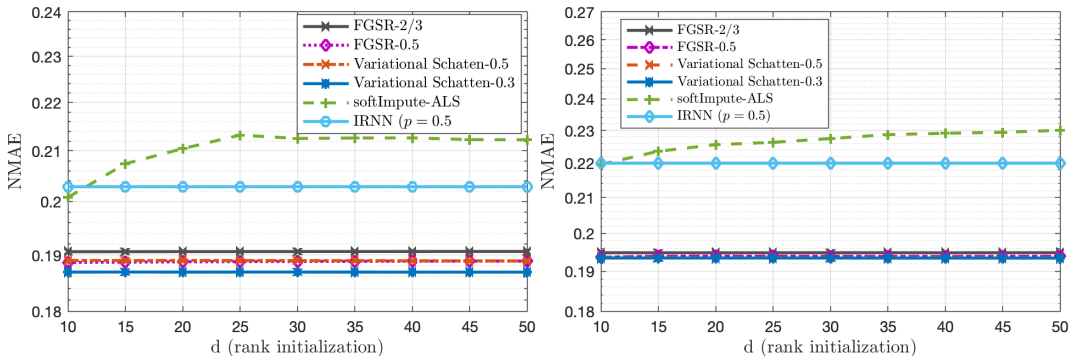 0.24
0.23
0.22
0.21
0.2
0.19
0.18
NMAE
FGSR-2/3
FGSR-0.5
Variational Schaten-0.5
Variational Schaten-0.3
softImpute-ALS
IRNN (p = 0.5
10 15 20 25 30 35 40 45 50
d (rank initialization)
0.27
0.26
0.25
0.24
0.23
0.22
0.2
0.19
0.18
NMAE
FGSR-2/3
FGSR-0.5
Variational Schatten-0.5
Variational Schatten-0.3
softImpute-ALS
IRNN (p = 0.5)
10 15 20 25 30 35 40 45 50
d (rank initialization)